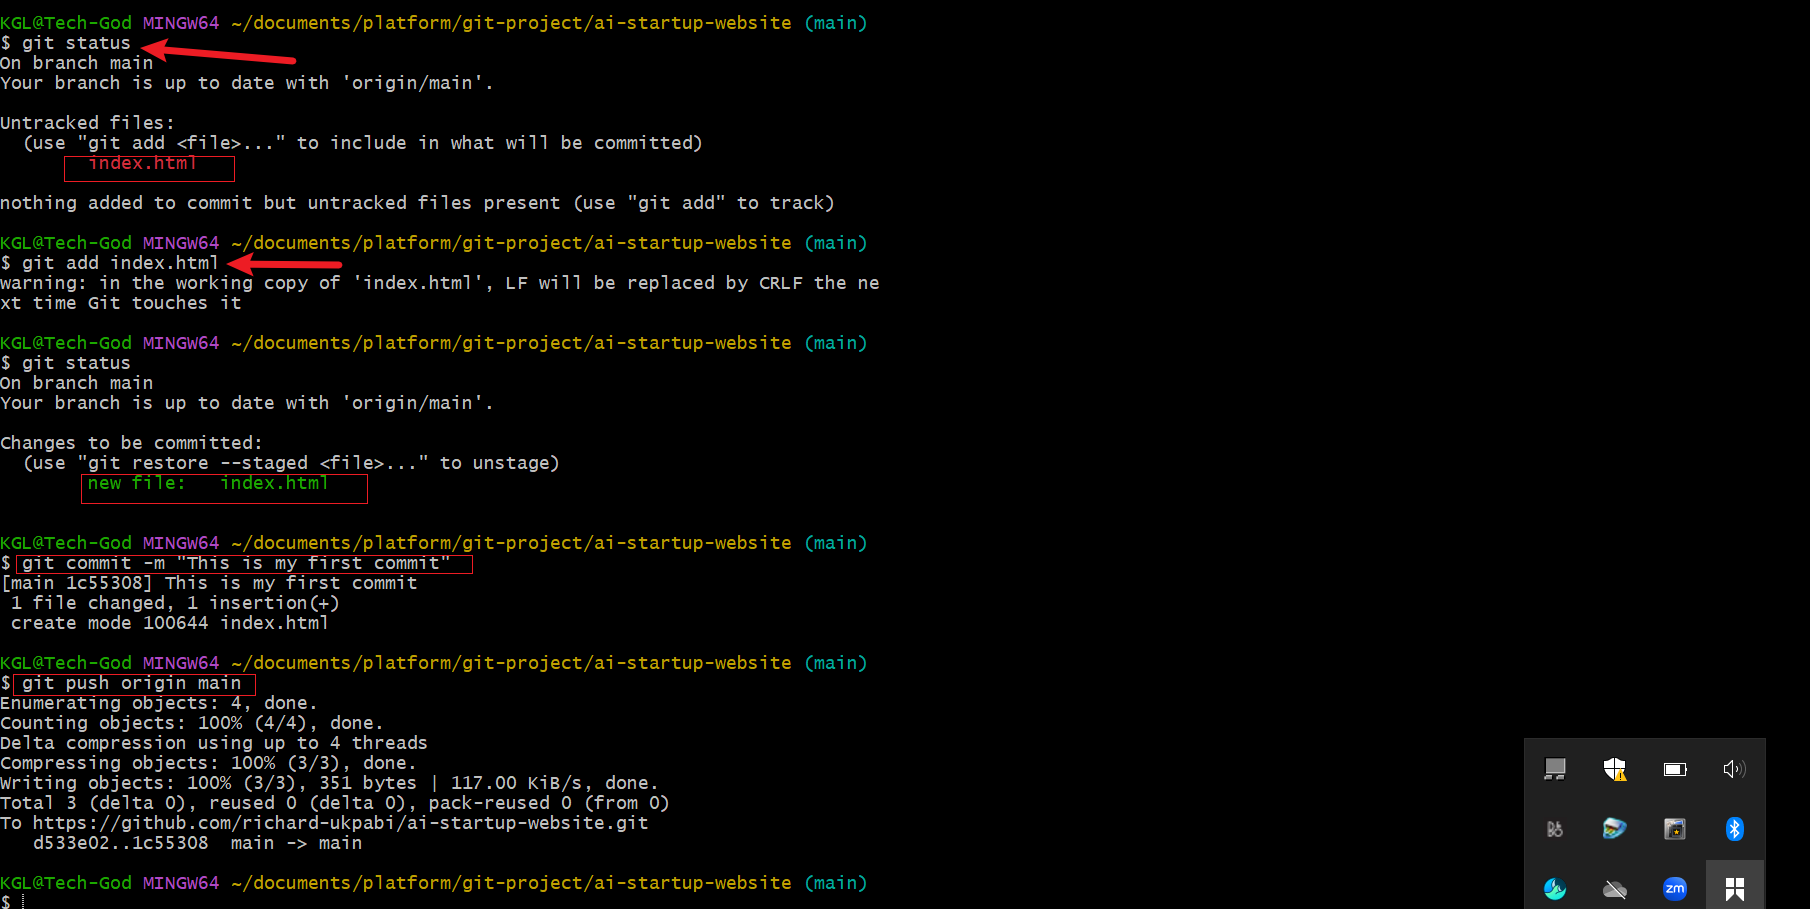 KGL@Tech-God MINGW64 ~/documents/platform/git-project/ai-startup-website (main)
$ git status
On branch main
Your branch is up to date with 'origin/main'.
Untracked files:
  (use "git add <file>..." to include in what will be committed)
        index.html
nothing added to commit but untracked files present (use "git add" to track)
KGL@Tech-God MINGW64 ~/documents/platform/git-project/ai-startup-website (main)
$ git add index.html
warning: in the working copy of 'index.html', LF will be replaced by CRLF the ne
xt time Git touches it
KGL@Tech-God MINGW64 ~/documents/platform/git-project/ai-startup-website (main)
$ git status
On branch main
Your branch is up to date with 'origin/main'.
Changes to be committed:
  (use "git restore --staged <file>..." to unstage)
        new file:   index.html
KGL@Tech-God MINGW64 ~/documents/platform/git-project/ai-startup-website (main)
$ git commit -m "This is my first commit"
[main 1c55308] This is my first commit
 1 file changed, 1 insertion(+)
 create mode 100644 index.html
KGL@Tech-God MINGW64 ~/documents/platform/git-project/ai-startup-website (main)
$ git push origin main
Enumerating objects: 4, done.
Counting objects: 100% (4/4), done.
Delta compression using up to 4 threads
Compressing objects: 100% (3/3), done.
Writing objects: 100% (3/3), 351 bytes | 117.00 KiB/s, done.
Total 3 (delta 0), reused 0 (delta 0), pack-reused 0 (from 0)
To https://github.com/richard-ukpabi/ai-startup-website.git
   d533e02..1c55308  main -> main
KGL@Tech-God MINGW64 ~/documents/platform/git-project/ai-startup-website (main)
$
zm